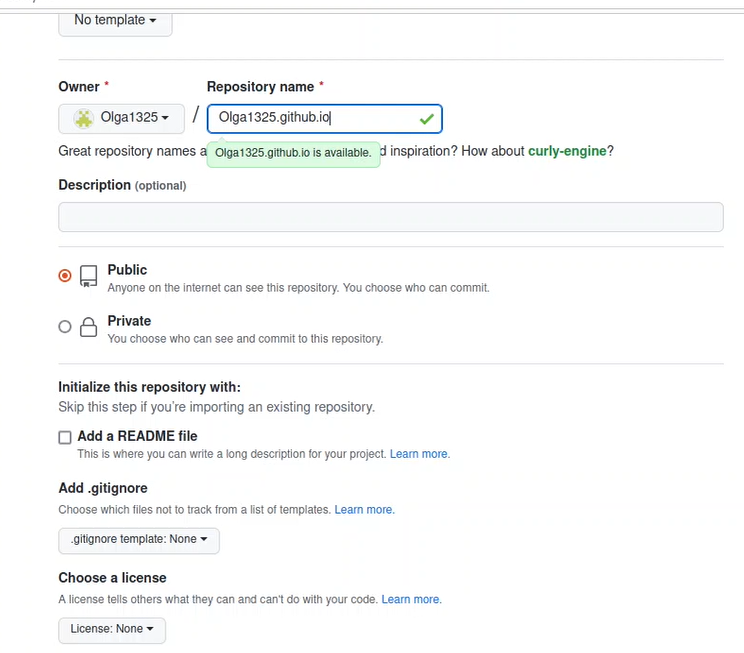 No template
Owner * Repository name *
Olga1325 / Olga1325.github.io
Great repository names a d inspiration? How about curly-engine?
Olga1325.github.io is available.
Description (optional)
Public
Anyone on the internet can see this repository. You choose who can commit.
Private
You choose who can see and commit to this repository.
Initialize this repository with:
Skip this step if you're importing an existing repository.
Add a README file
This is where you can write a long description for your project. Learn more.
Add .gitignore
Choose which files not to track from a list of templates. Learn more.
.gitignore template: None
Choose a license
A license tells others what they can and can't do with your code. Learn more.
License: None